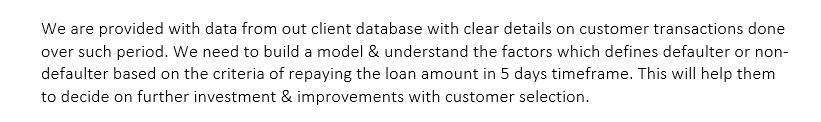 We are provided with data from out client database with clear details on customer transactions done
over such period. We need to build a model & understand the factors which defines defaulter or non-
defaulter based on the criteria of repaying the loan amount in 5 days timeframe. This will help them
to decide on further investment & improvements with customer selection.